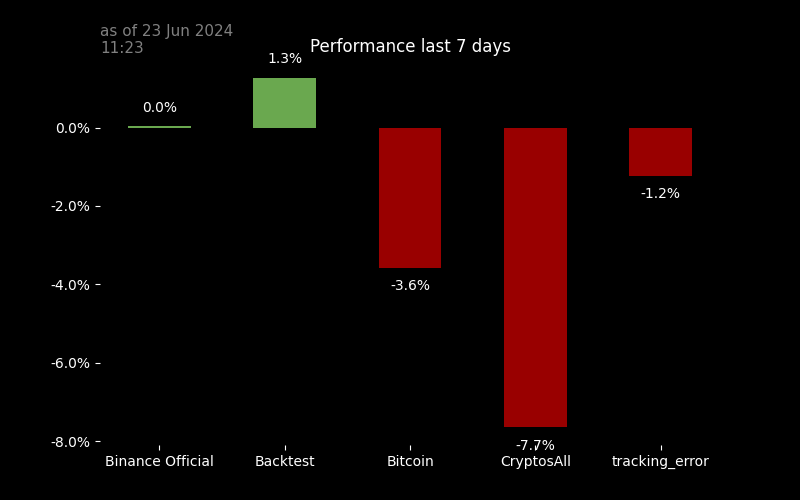 as of 23 Jun 2024
11:23
Performance last 7 days
1.3%
0.0%
0.0%
-2.0%
-1.2%
-4.0%
-3.6%
-6.0%
-8.0%
-7.7%
Binance Official
Backtest
Bitcoin
CryptosAll
tracking_error